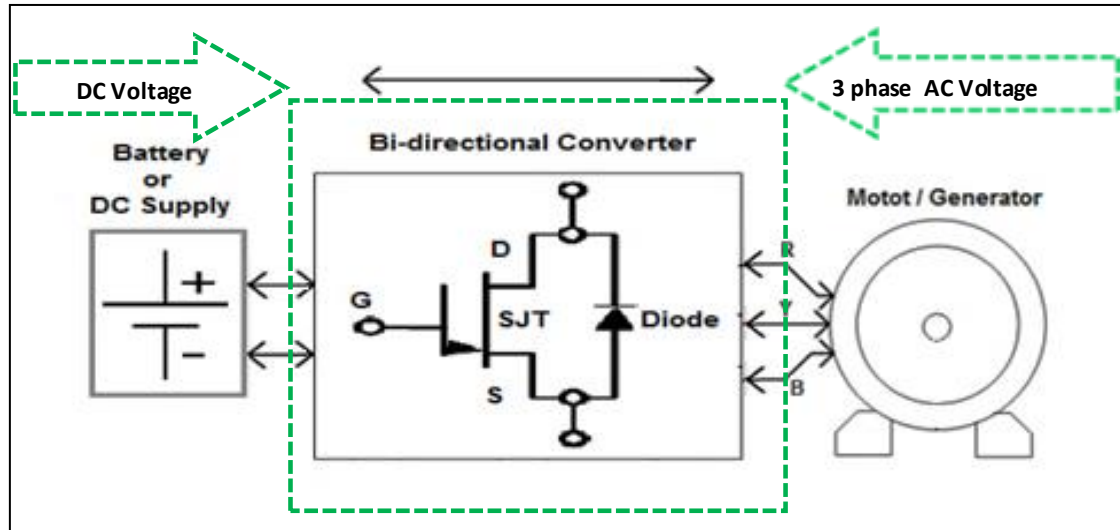 DC Voltage
3 phase AC Voltage
Bi-directional Converter
Battery
or
DC Supply
Motot / Generator
+
-
G
D
SJT
S
Diode
R
Y
B